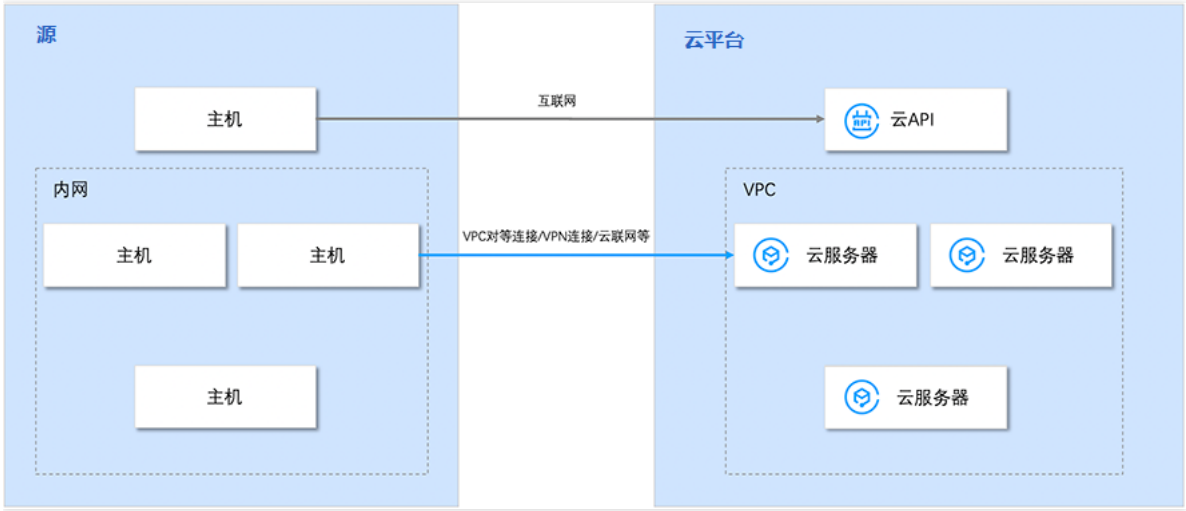 源
云平台
主机
互联网
API
云API
内网
VPC
主机
主机
VPC对等连接/VPN连接/云联网等
云服务器
云服务器
主机
云服务器